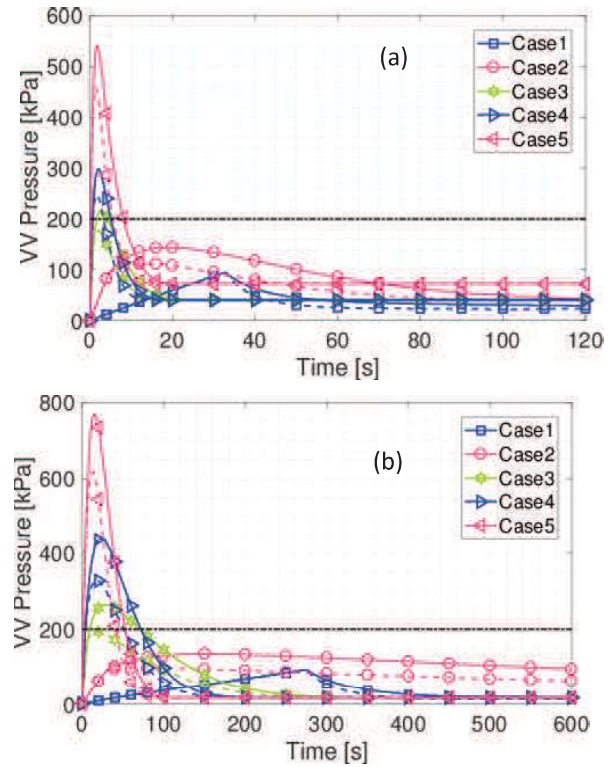 600
500
400
300
200
100
0
VV Pressure [kPa]
(a)
Case1
Case2
Case3
Case4
Case5
0 20 40 60 80 100 120
Time [s]
800
600
400
200
0
VV Pressure [kPa]
(b)
Case1
Case2
Case3
Case4
Case5
0 100 200 300 400 500 600
Time [s]